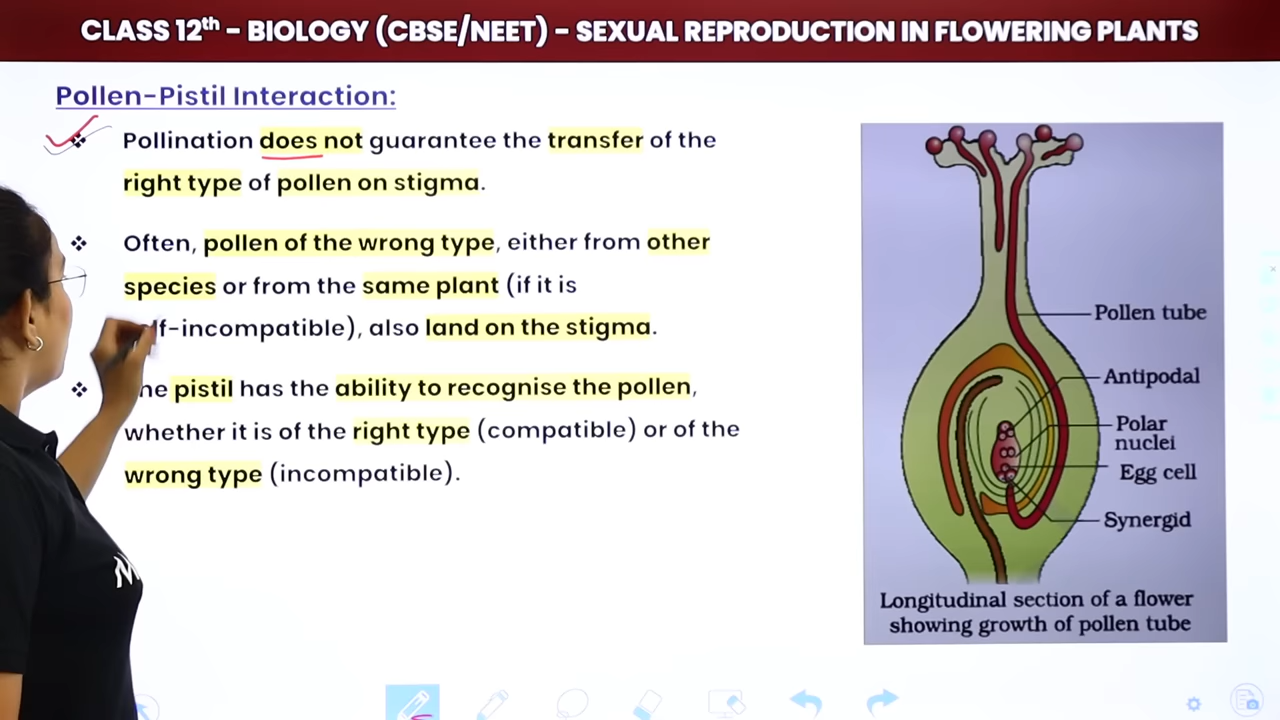 CLASS 12th – BIOLOGY (CBSE/NEET) – SEXUAL REPRODUCTION IN FLOWERING PLANTS
Pollen-Pistil Interaction:
Pollination does not guarantee the transfer of the
right type of pollen on stigma.
Often, pollen of the wrong type, either from other
species or from the same plant (if it is
lf-incompatible), also land on the stigma.
he pistil has the ability to recognise the pollen,
whether it is of the right type (compatible) or of the
wrong type (incompatible).
Pollen tube
Antipodal
Polar
nuclei
Egg cell
Synergid
Longitudinal section of a flower
showing growth of pollen tube